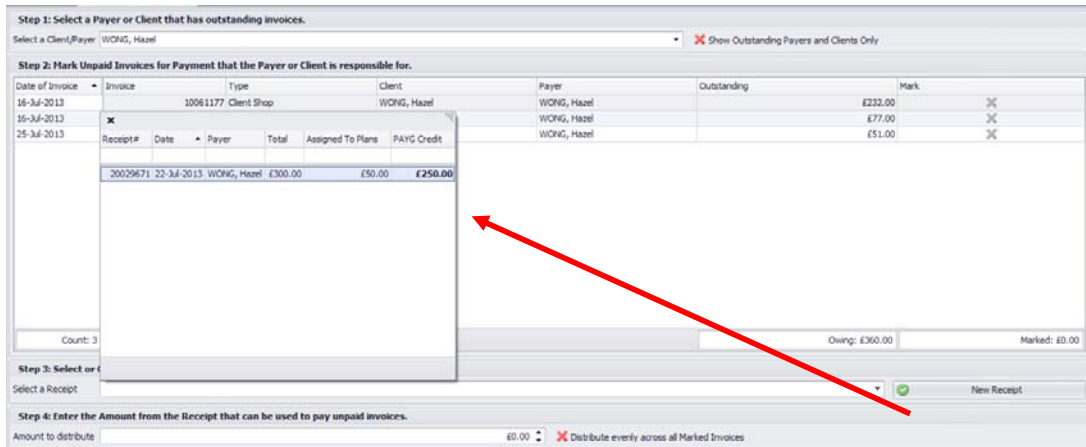 Step 1: Select a Payer or Client that has outstanding invoices.
Select a Client/Payer WONG, Hazel Show Outstanding Payers and Clients Only
Step 2: Mark Unpaid Invoices for Payment that the Payer or Client is responsible for.
Date of Invoice Invoice Type Client Payer Outstanding Mark
16-Jul-2013 10061177 Client Shop WONG, Hazel WONG, Hazel £232.00
16-Jul-2013 WONG, Hazel £77.00
25-Jul-2013 WONG, Hazel £51.00
Receipt# Date Payer Total Assigned To Plans PAYG Credit
20029671 22-Jul-2013 WONG, Hazel £300.00 £50.00 £250.00
Count: 3 Owing: £360.00 Marked: £0.00
Step 3: Select or
Select a Receipt New Receipt
Step 4: Enter the Amount from the Receipt that can be used to pay unpaid invoices.
Amount to distribute £0.00 Distribute evenly across all Marked Invoices